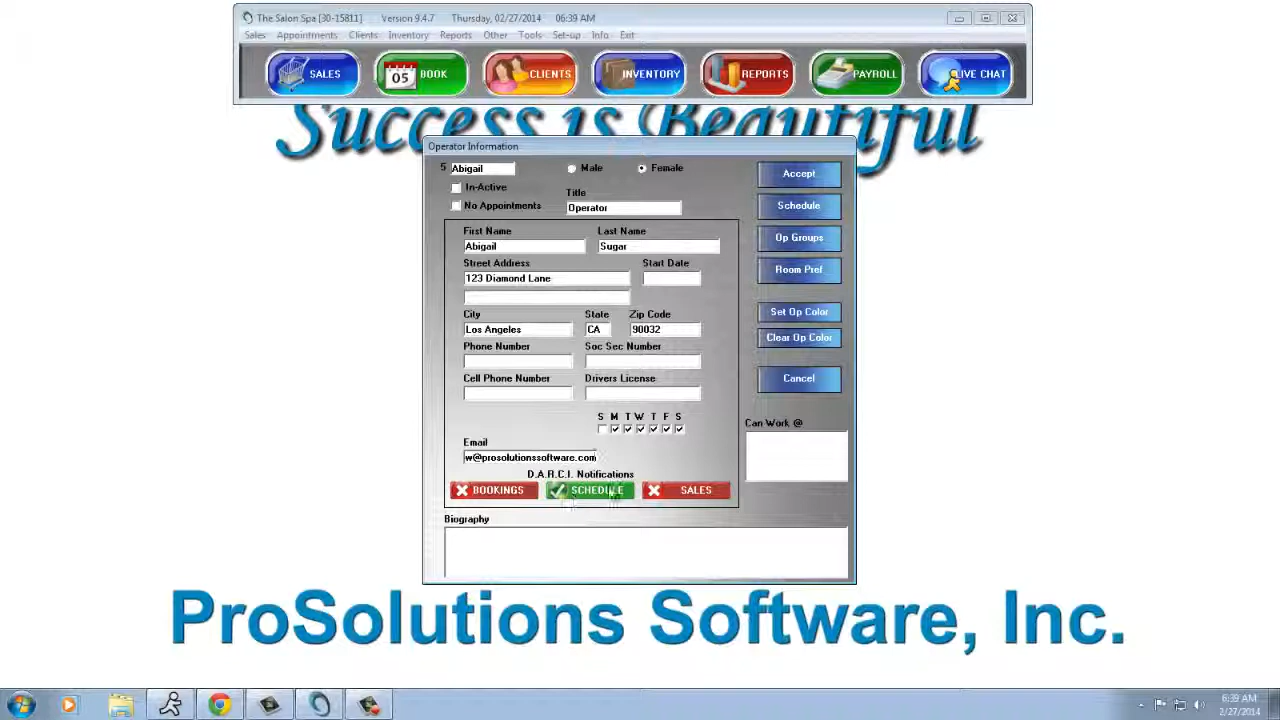 The Salon Spa [30-15811] Version 9.4.7 Thursday, 02/27/2014 06:39 AM
Sales Appointments Clients Inventory Reports Other Tools Set-up Info Exit
SALES 05 BOOK CLIENTS INVENTORY REPORTS PAYROLL LIVE CHAT
Success is Beautiful
Operator Information
5 Abigail Male Female
In-Active
No Appointments
Title
Operator
First Name Last Name
Abigail Sugar
Street Address Start Date
123 Diamond Lane
City State Zip Code
Los Angeles CA 90032
Phone Number Soc Sec Number
Cell Phone Number Drivers License
S M T W T F S
Email
w@prosolutionssoftware.com
D.A.R.C.I. Notifications
BOOKINGS SCHEDULE SALES
Biography
Accept
Schedule
Op Groups
Room Pref
Set Op Color
Clear Op Color
Cancel
Can Work @
ProSolutions Software, Inc.
6:39 AM
2/27/2014